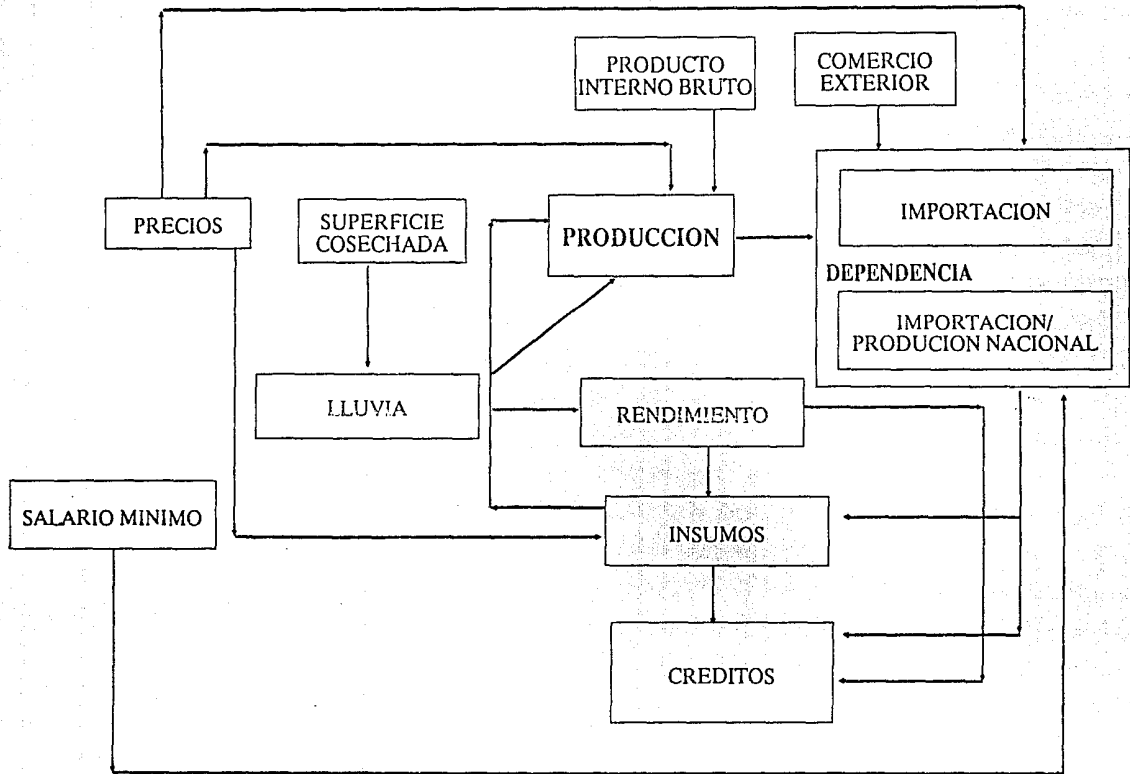 PRODUCTO
INTERNO BRUTO
COMERCIO
EXTERIOR
PRECIOS
SUPERFICIE
COSECHADA
PRODUCCION
IMPORTACION
DEPENDENCIA
IMPORTACION/
PRODUCION NACIONAL
LLUVIA
RENDIMIENTO
SALARIO MINIMO
INSUMOS
CREDITOS